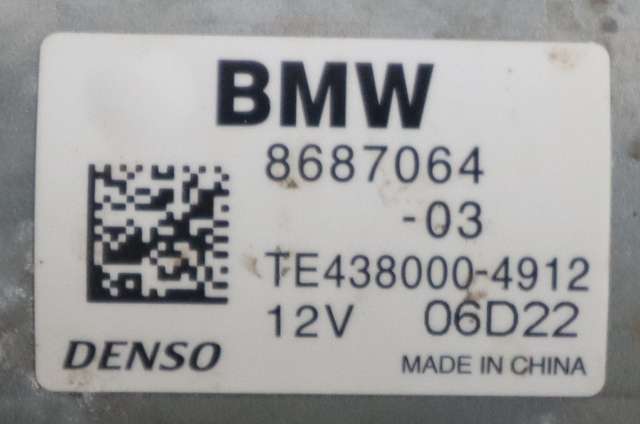 BMW
8687064
-03
TE438000-4912
12V 06D22
DENSO MADE IN CHINA